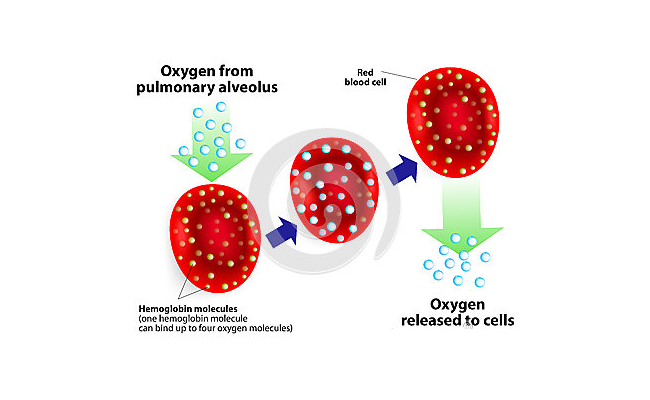 Oxygen from
pulmonary alveolus
Red
blood cell
Hemoglobin molecules
(one hemoglobin molecule
can bind up to four oxygen molecules)
Oxygen
released to cells